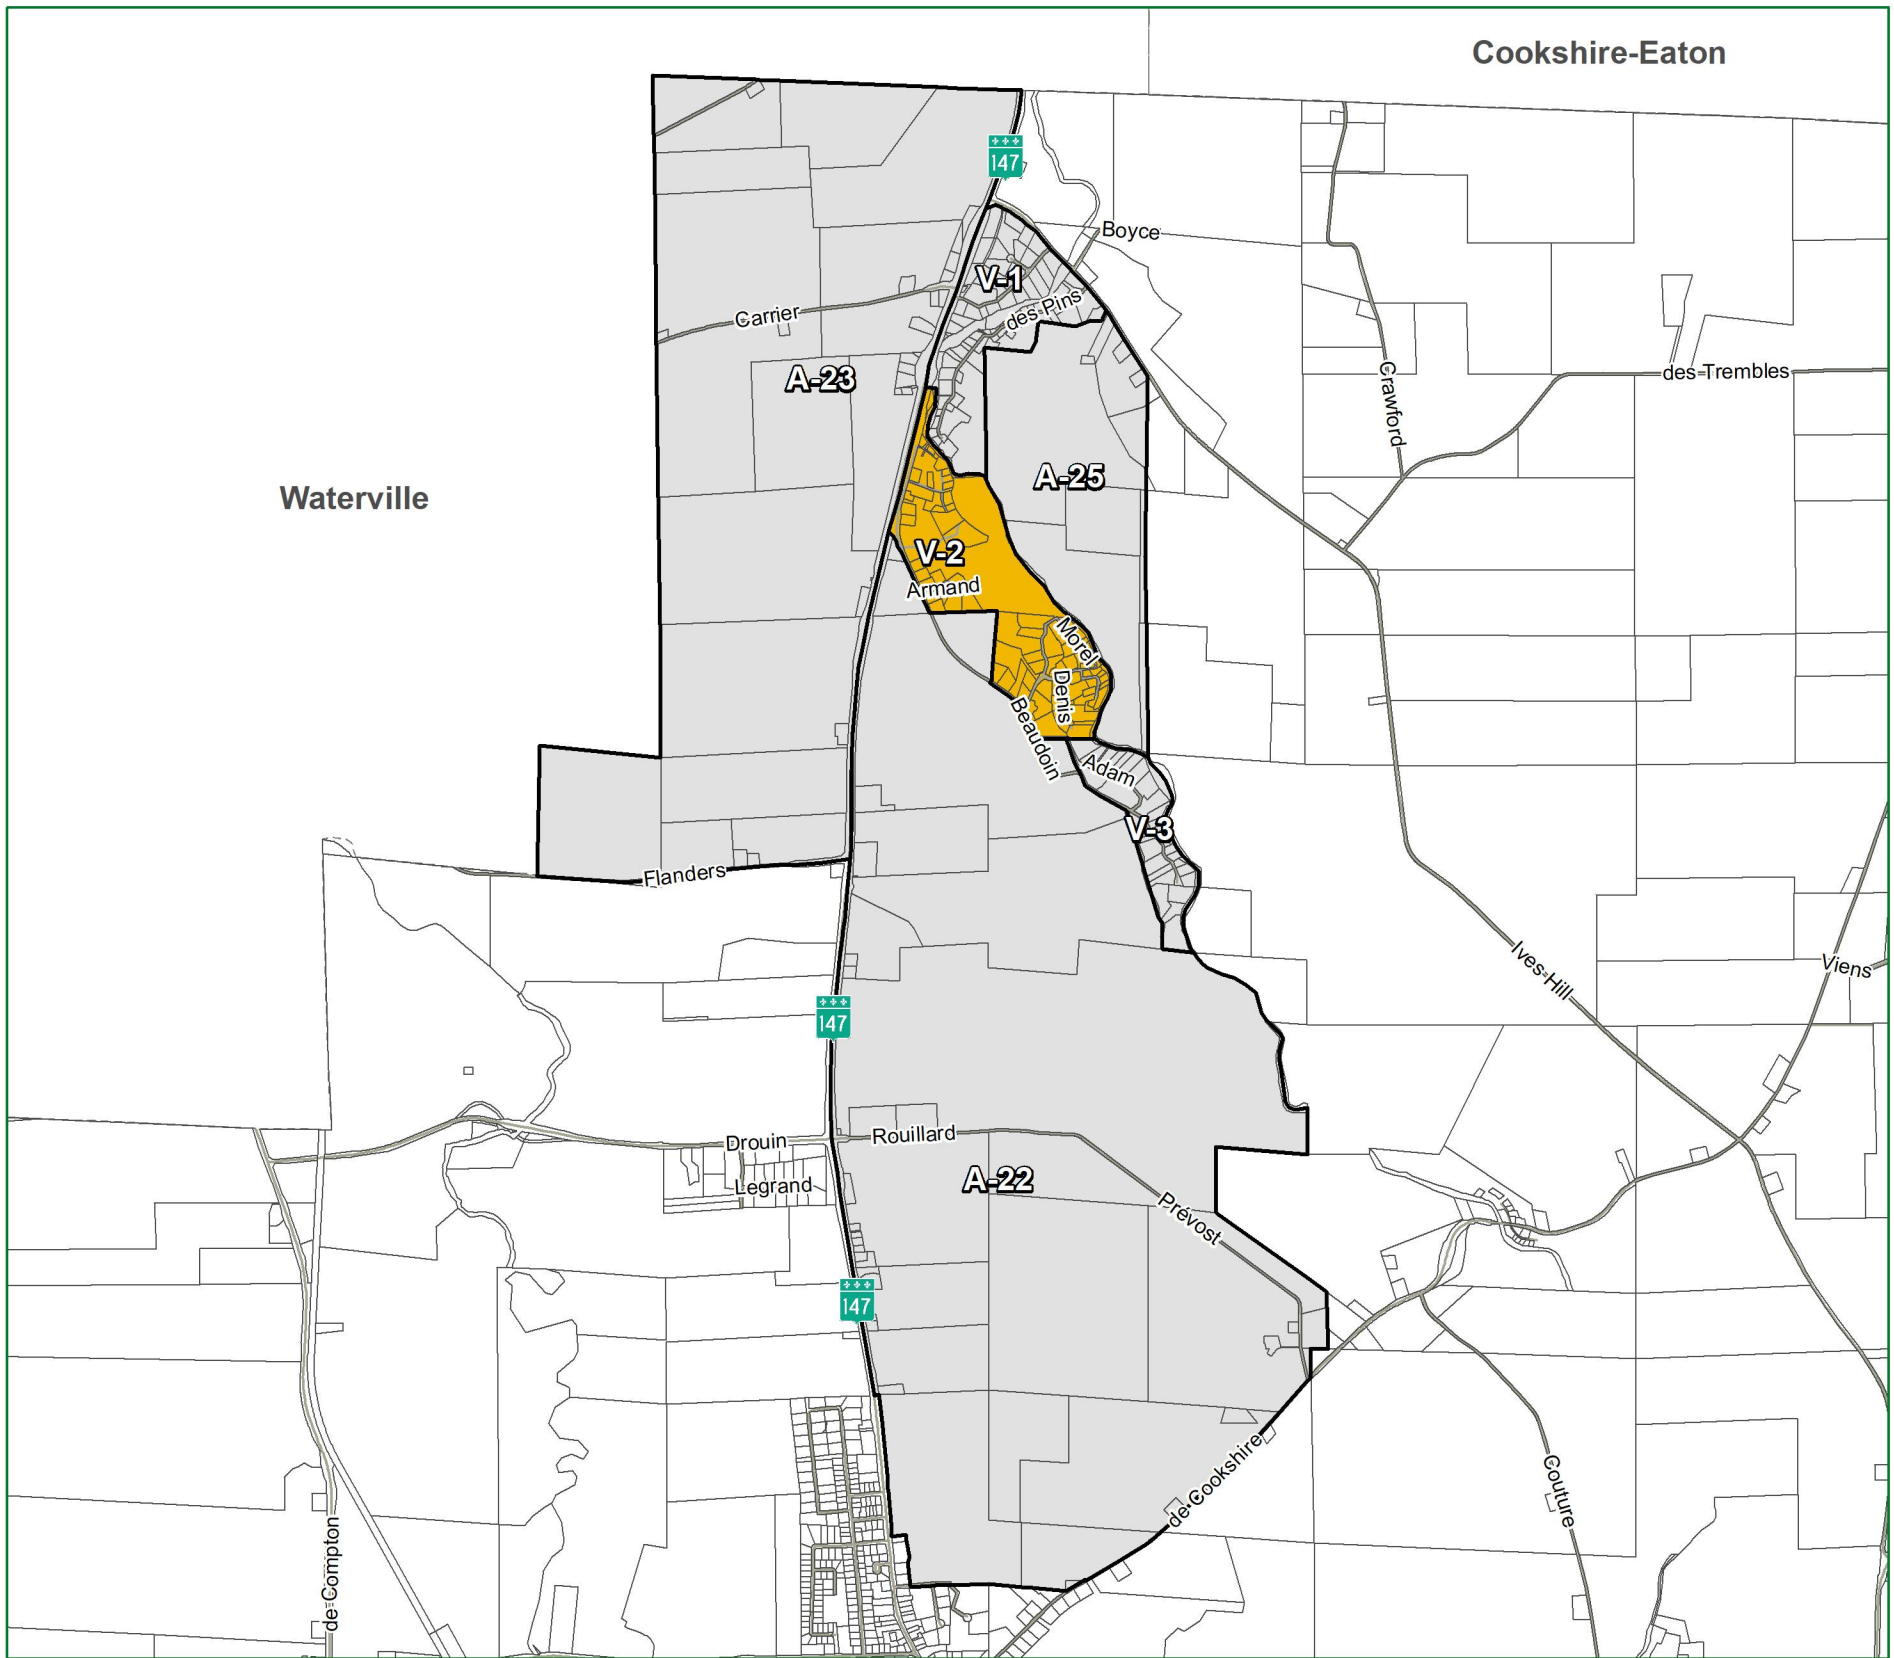 Cookshire-Eaton
147
Boyce
V-1
des Pins
Carrier
A-23
Crawford
des Trembles
A-25
Waterville
V-2
Armand
Morel
Denis
Beaudoin
Adam
V-3
Flanders
Ives-Hill
Viens
147
Drouin
Rouillard
Legrand
A-22
Prévost
147
de Cookshire
Couture
de Compton